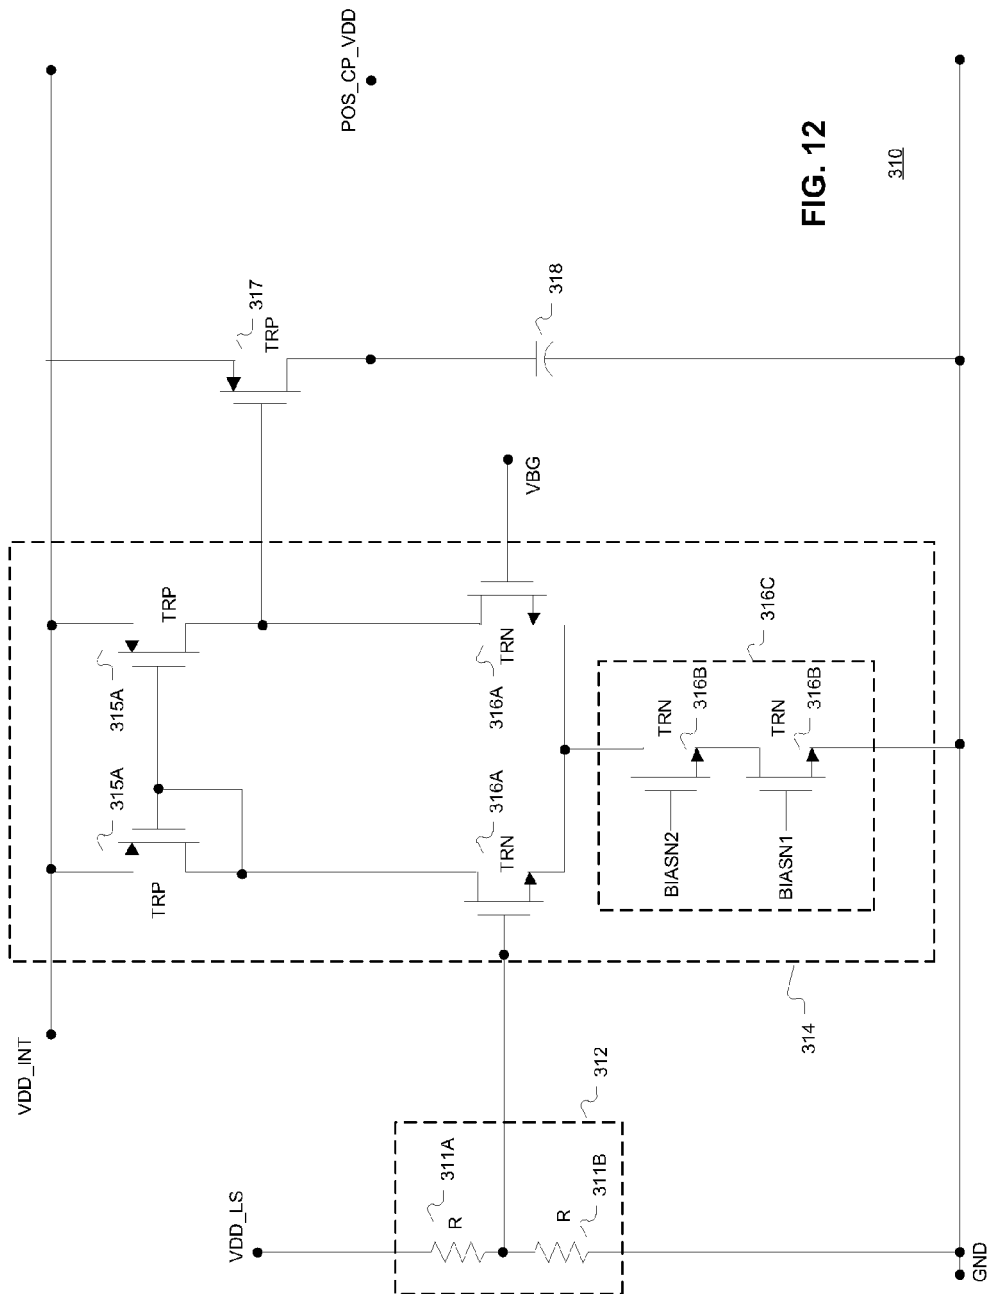 VDD_INT
VDD_LS
312
311A
R
R
311B
GND
314
315A
TRP
315A
TRP
316A
TRN
316A
TRN
316C
TRN
316B
TRN
316B
BIASN2
BIASN1
VBG
317
TRP
318
POS_CP_VDD
FIG. 12
310